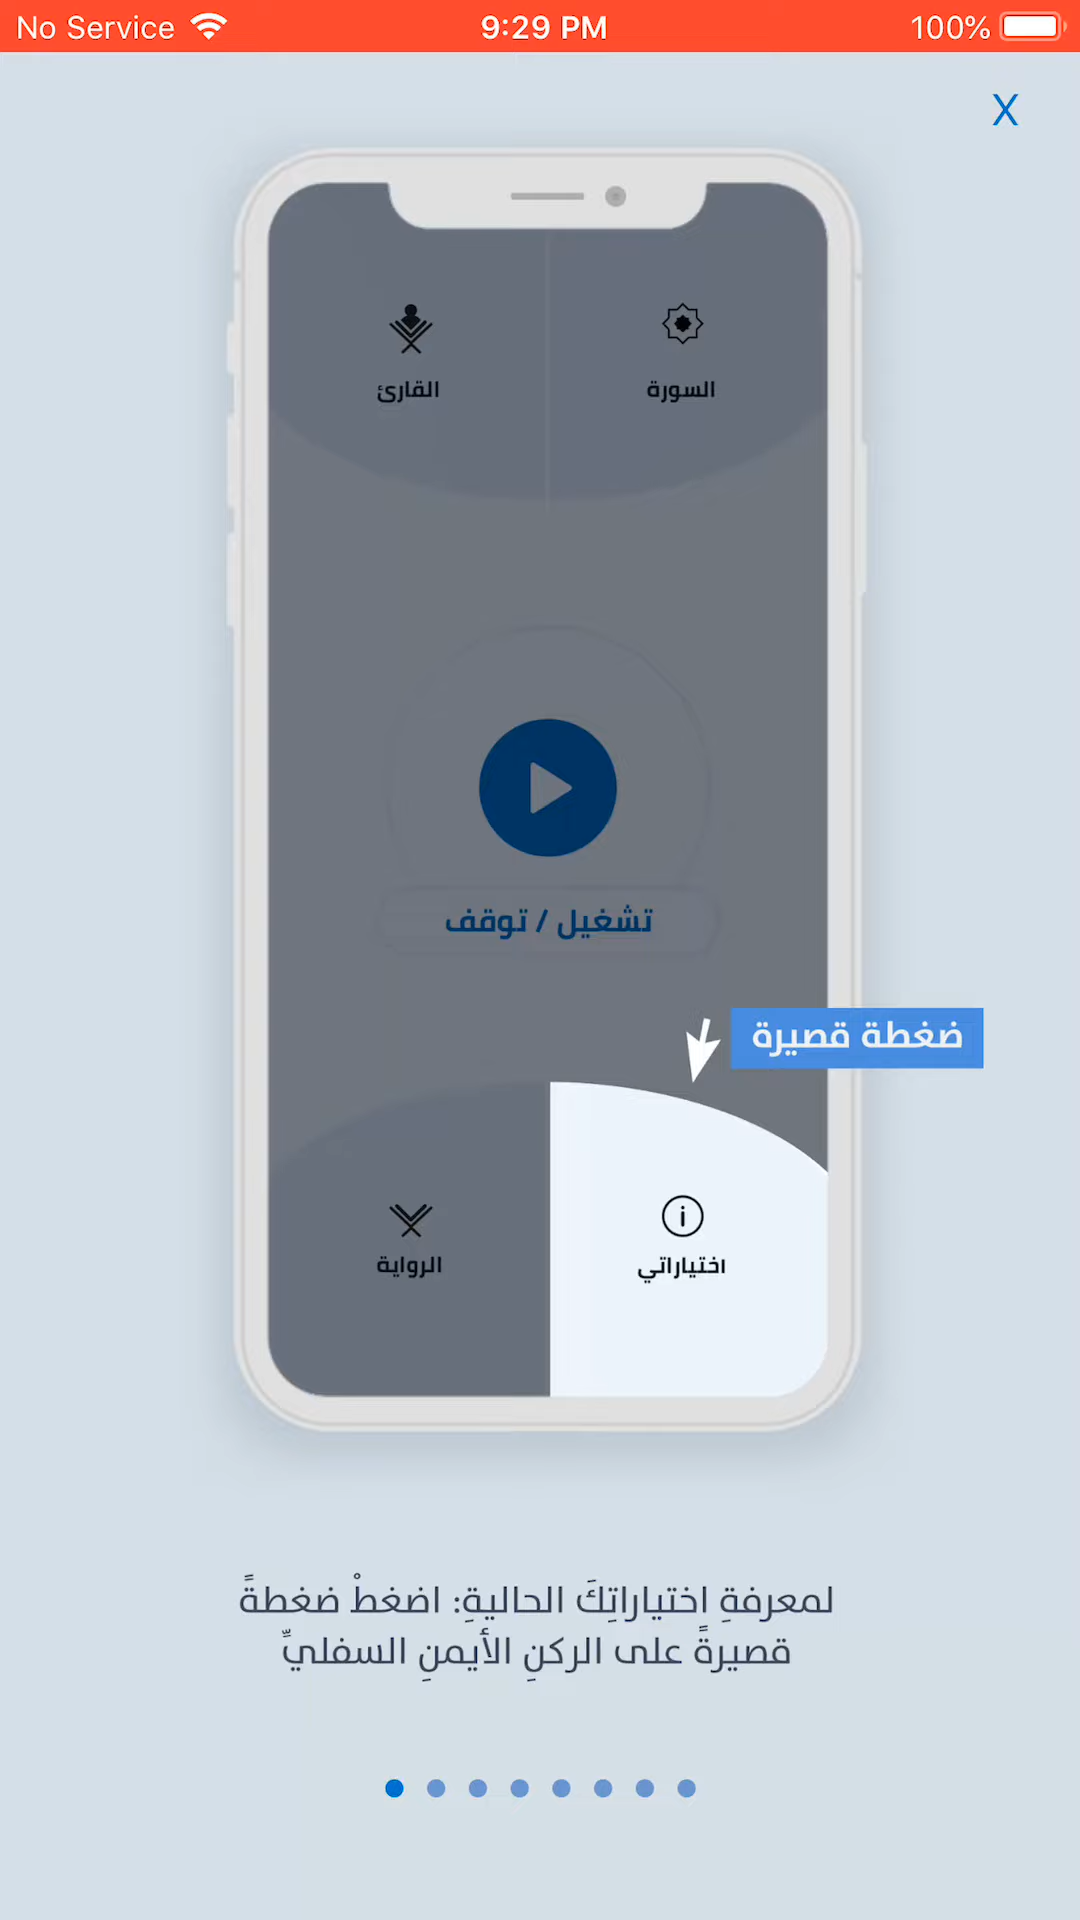 No Service 9:29 PM 100%
X
السورة
القارئ
تشغيل / توقف
ضغطة قصيرة
اختياراتي
الرواية
لمعرفةِ اختياراتِكَ الحاليةِ: اضغطْ ضغطةً
قصيرةً على الركنِ الأيمنِ السفليِّ